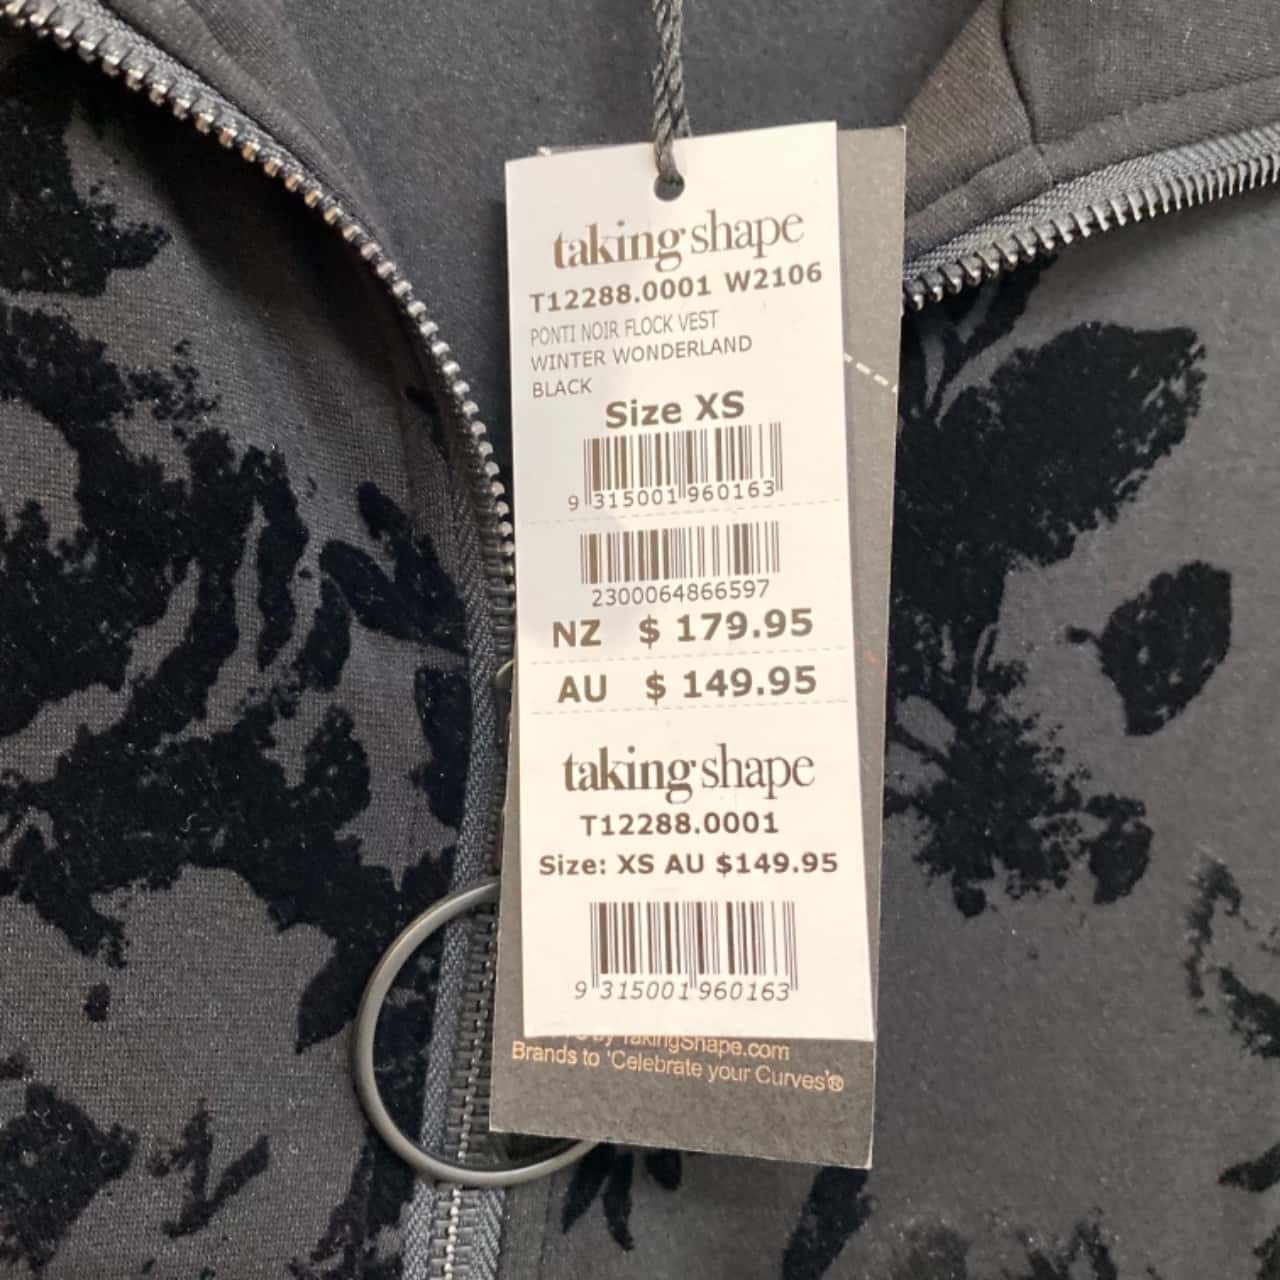 taking shape
T12288.0001 W2106
PONTI NOIR FLOCK VEST
WINTER WONDERLAND
BLACK
Size XS
9 315001 960163
2300064866597
NZ $ 179.95
AU $ 149.95
taking shape
T12288.0001
Size: XS AU $149.95
9 315001 960163
by TakingShape.com
Brands to 'Celebrate your Curves'®